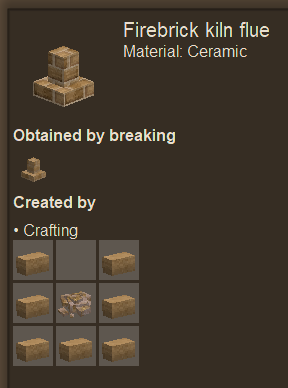 Firebrick kiln flue
Material: Ceramic
Obtained by breaking
Created by
• Crafting